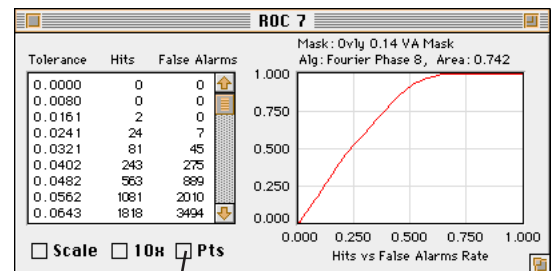 ROC 7
Mask: Ovly 0.14 VA Mask
Alg: Fourier Phase 8, Area: 0.742
Tolerance Hits False Alarms
0.0000 0 0
0.0080 0 0
0.0161 2 0
0.0241 24 7
0.0321 81 45
0.0402 243 275
0.0482 563 889
0.0562 1081 2010
0.0643 1818 3494
1.000
0.750
0.500
0.250
0.000
0.000 0.250 0.500 0.750 1.000
Hits vs False Alarms Rate
Scale 10x Pts